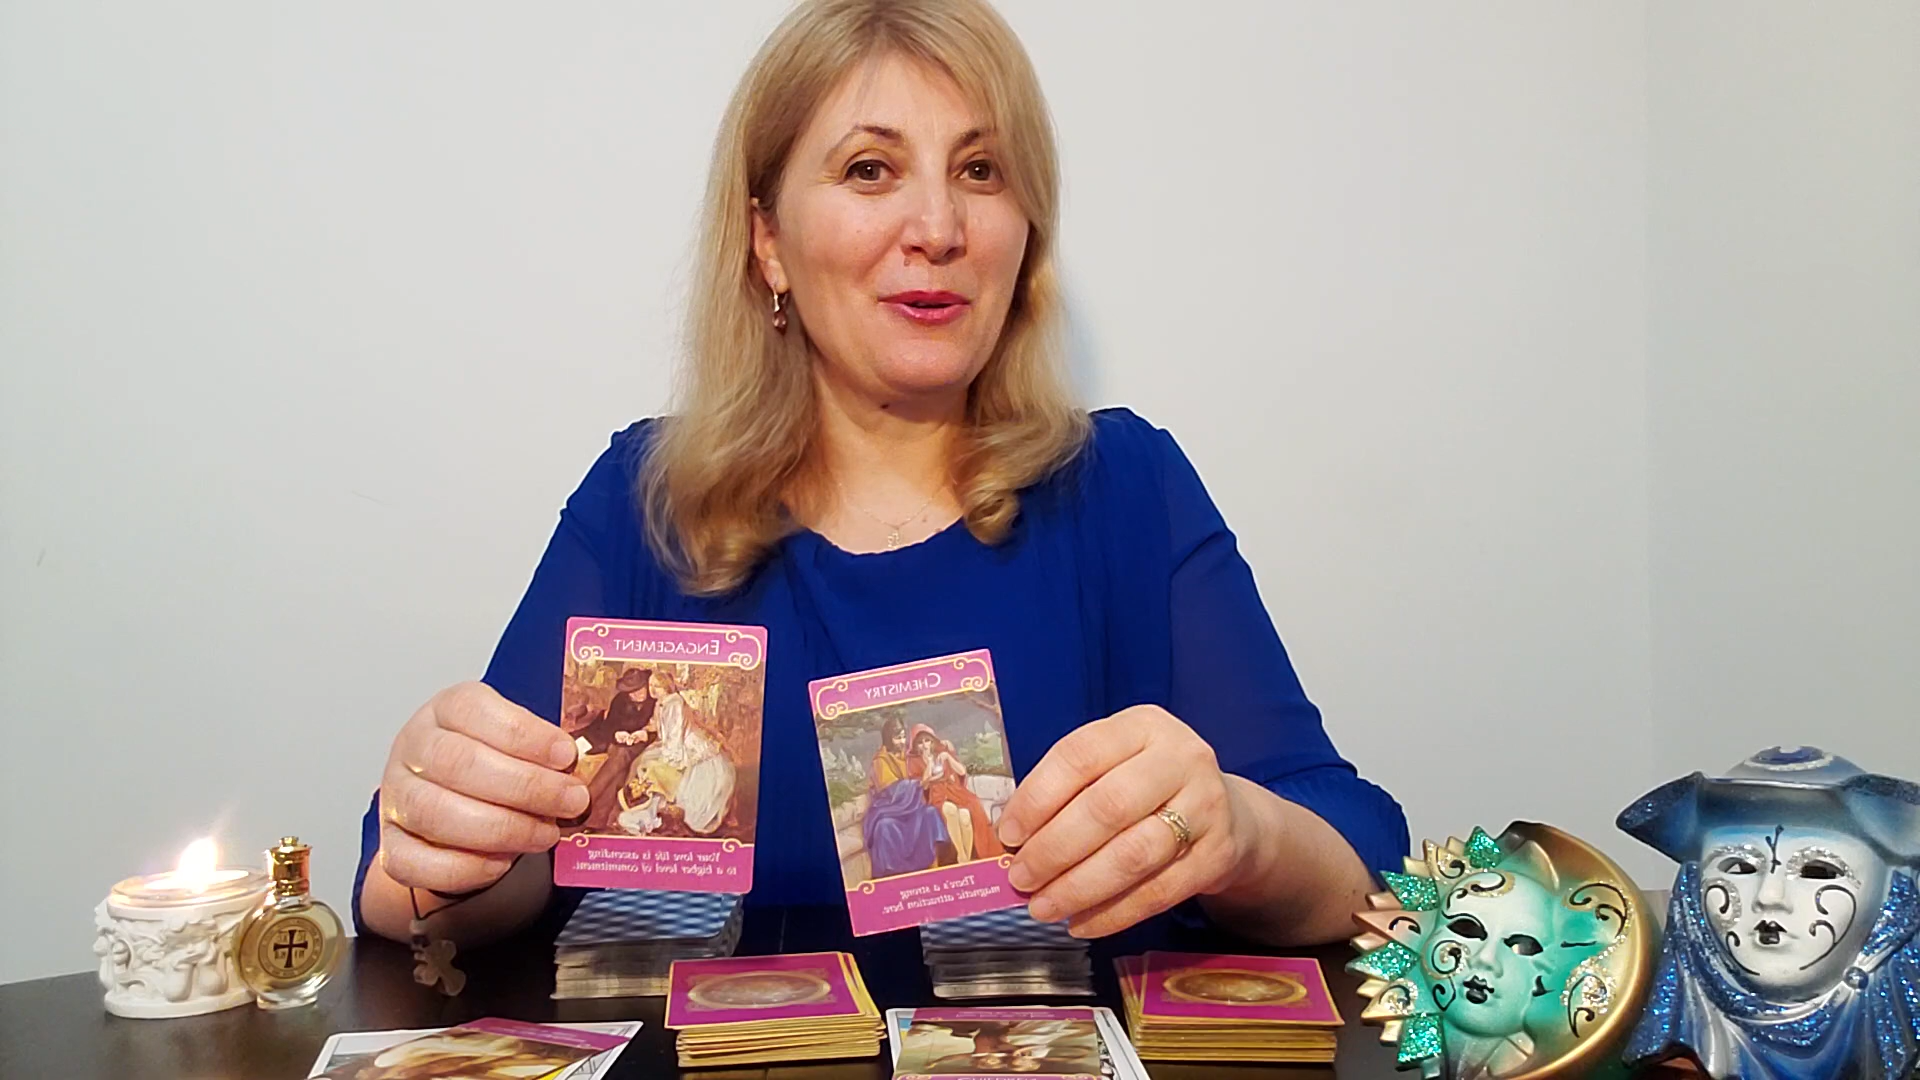 ENGAGEMENT
Your love life is ascending
to a higher level of commitment.
CHEMISTRY
There's a strong
magnetic attraction here.